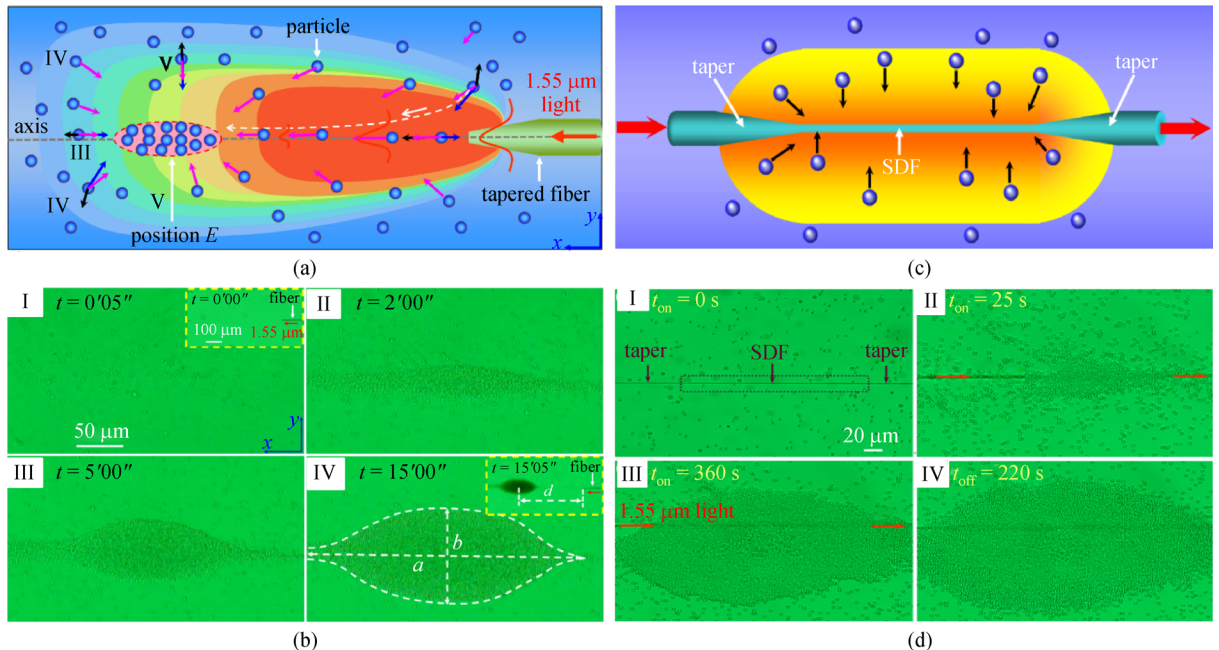 IV
V
particle
1.55 μm
light
axis
III
IV
V
tapered fiber
position E
y
x
(a)
taper
taper
SDF
(c)
I
t = 0′05″
t = 0′00″
fiber
100 μm
1.55 μm
50 μm
y
x
II
t = 2′00″
III
t = 5′00″
IV
t = 15′00″
t = 15′05″
fiber
d
b
a
(b)
I
ton = 0 s
taper
SDF
taper
20 μm
II
ton = 25 s
III
ton = 360 s
1.55 μm light
IV
toff = 220 s
(d)